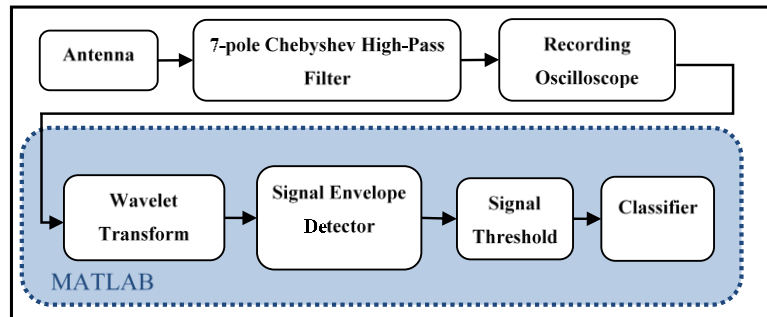 Antenna
7-pole Chebyshev High-Pass
Filter
Recording
Oscilloscope
Wavelet
Transform
Signal Envelope
Detector
Signal
Threshold
Classifier
MATLAB